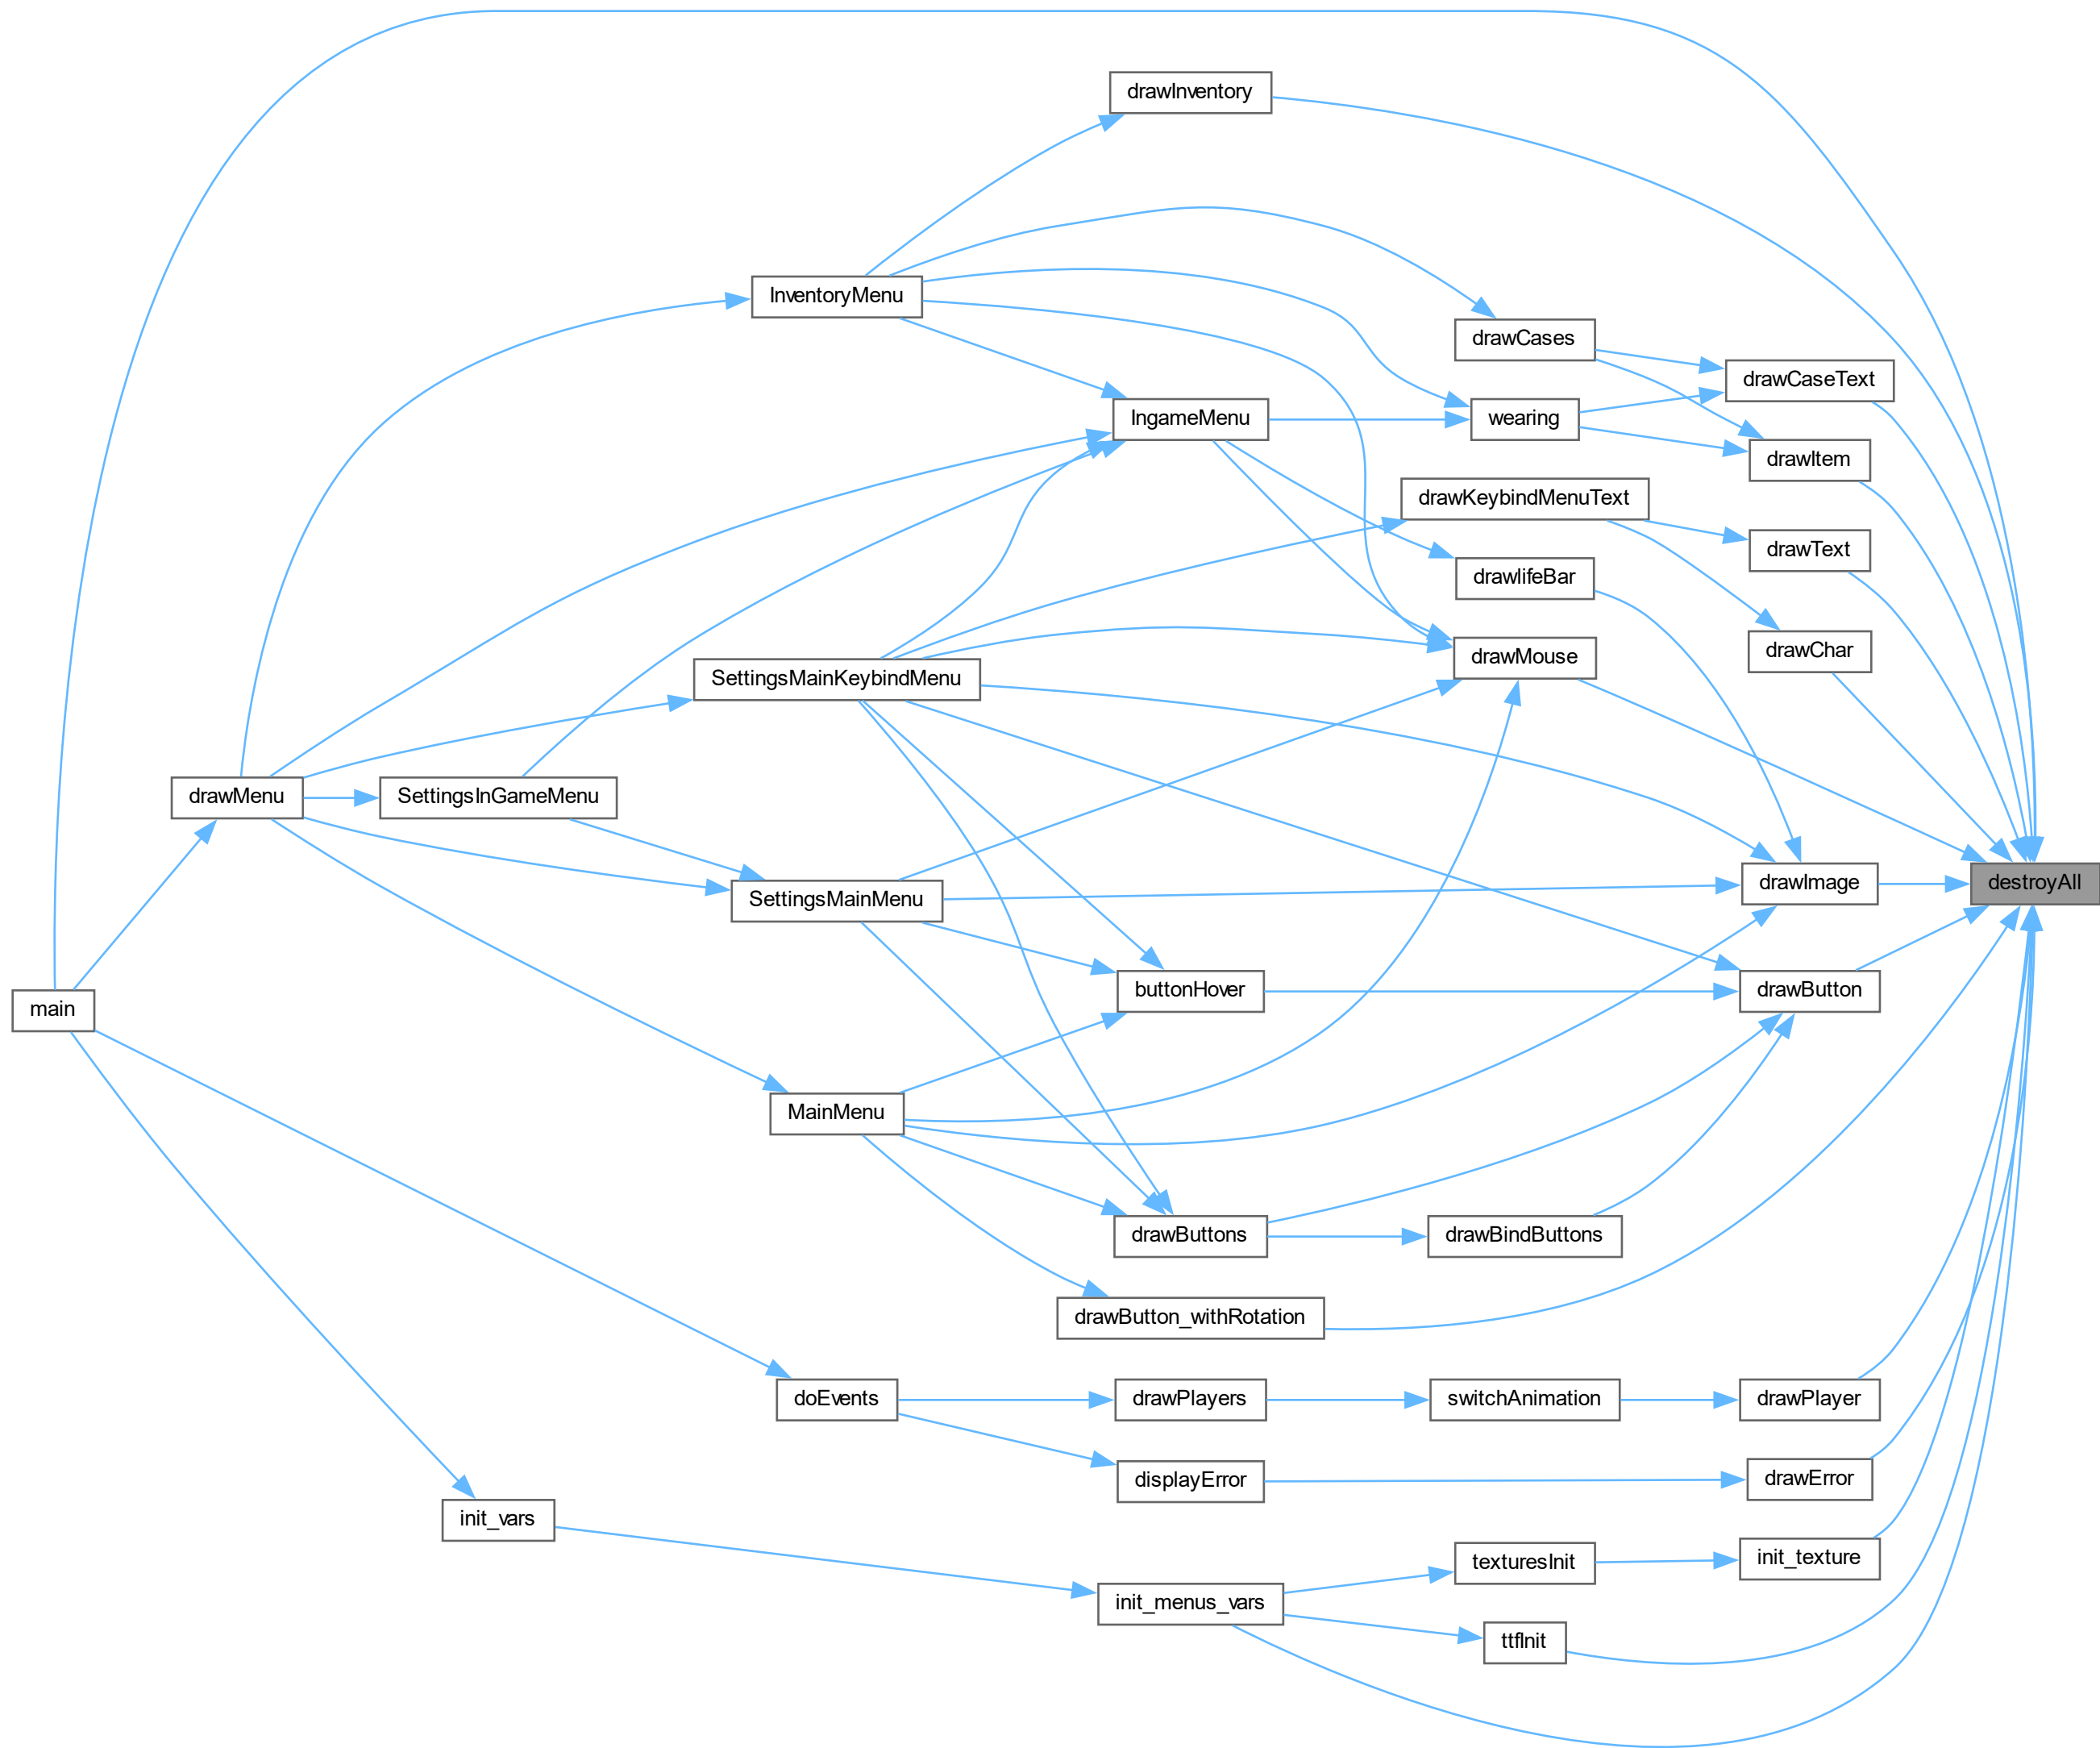 drawInventory
InventoryMenu
drawCases
drawCaseText
IngameMenu
wearing
drawItem
drawKeybindMenuText
drawText
drawlifeBar
drawChar
drawMouse
SettingsMainKeybindMenu
drawMenu
SettingsInGameMenu
drawImage
destroyAll
SettingsMainMenu
buttonHover
drawButton
main
MainMenu
drawButtons
drawBindButtons
drawButton_withRotation
doEvents
drawPlayers
switchAnimation
drawPlayer
displayError
drawError
init_vars
texturesInit
init_texture
init_menus_vars
ttfInit